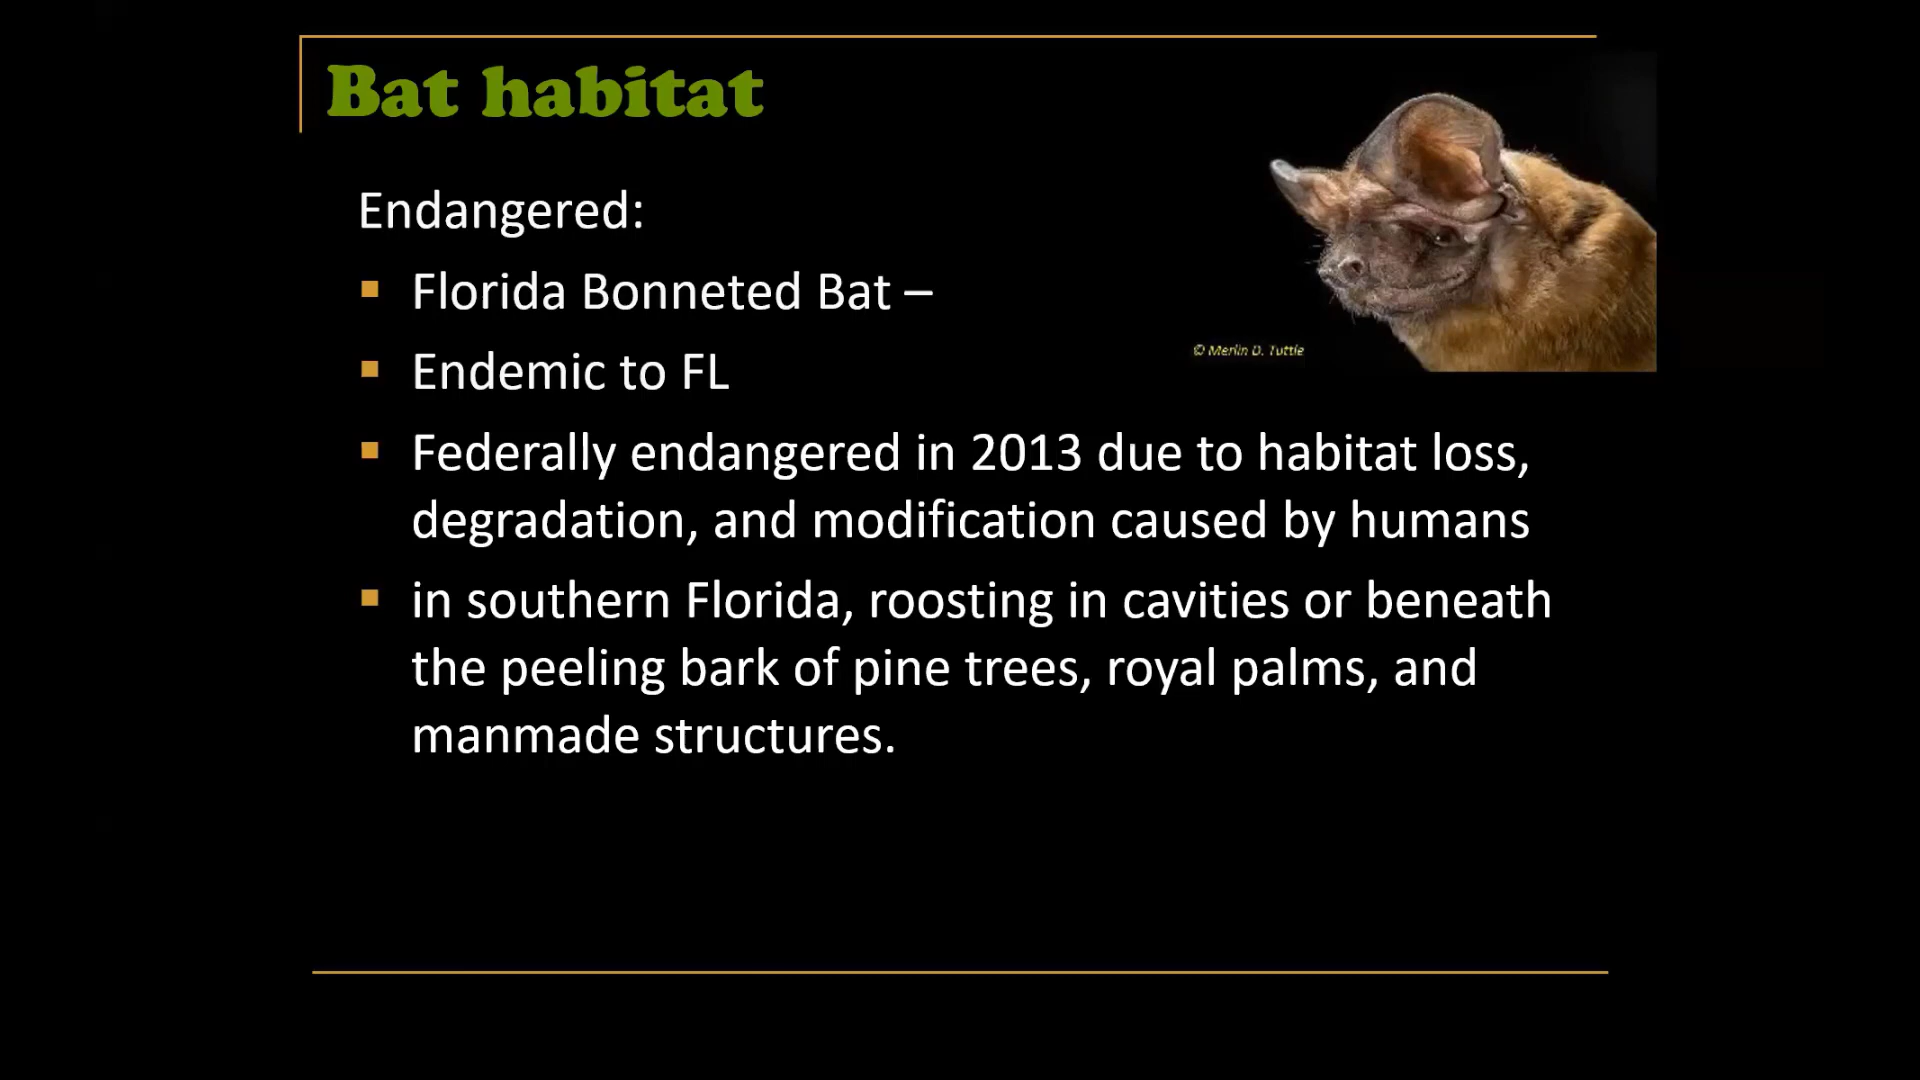 Bat habitat
Endangered:
Florida Bonneted Bat –
© Merlin D. Tuttle
Endemic to FL
Federally endangered in 2013 due to habitat loss,
degradation, and modification caused by humans
in southern Florida, roosting in cavities or beneath
the peeling bark of pine trees, royal palms, and
manmade structures.